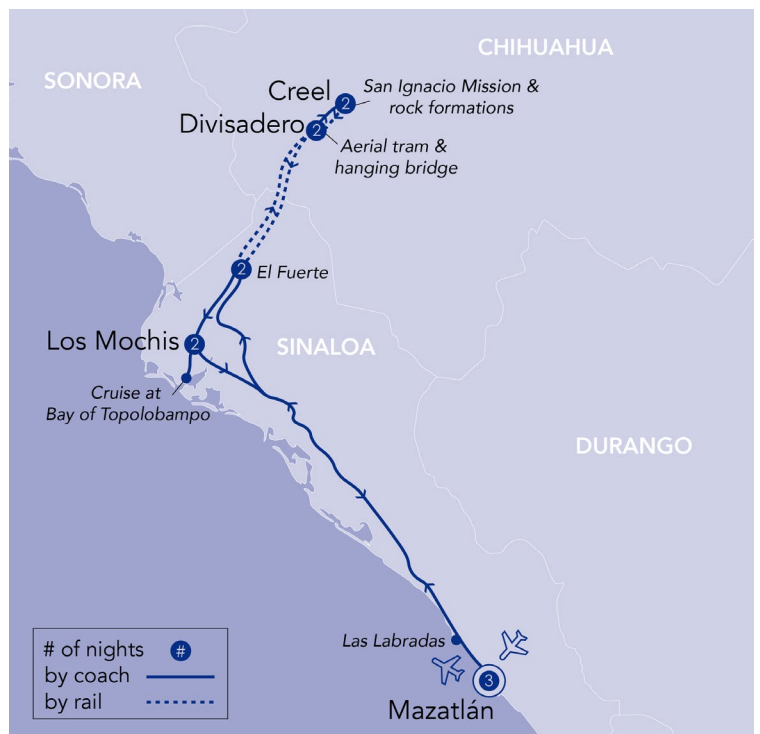 CHIHUAHUA
SONORA
Creel
2
San Ignacio Mission &
rock formations
Divisadero
2
Aerial tram &
hanging bridge
2
El Fuerte
Los Mochis
2
SINALOA
Cruise at
Bay of Topolobampo
DURANGO
Las Labradas
3
Mazatlán
# of nights #
by coach
by rail